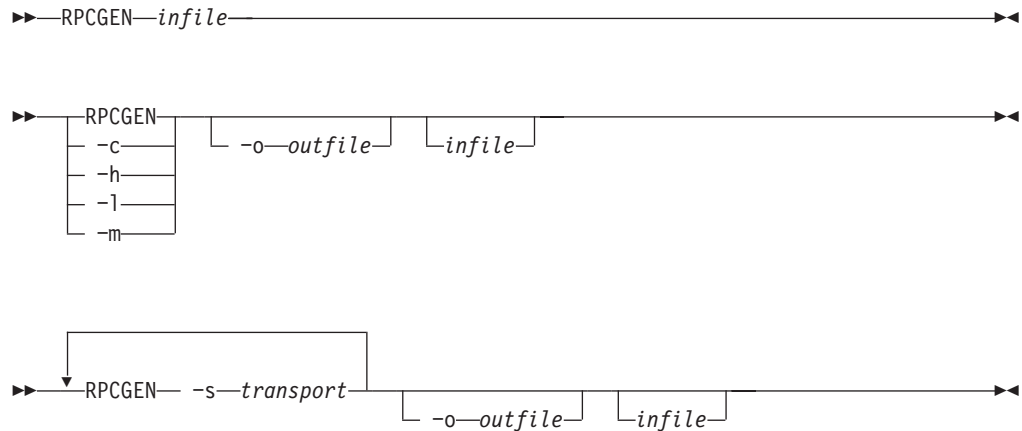 RPCGEN infile
RPCGEN
-c
-h
-l
-m
-o outfile
infile
RPCGEN -s transport
-o outfile
infile